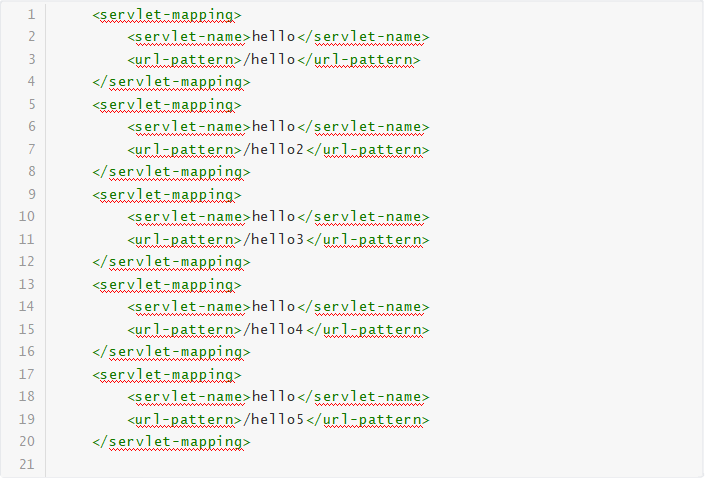 1 <servlet-mapping>
2 <servlet-name>hello</servlet-name>
3 <url-pattern>/hello</url-pattern>
4 </servlet-mapping>
5 <servlet-mapping>
6 <servlet-name>hello</servlet-name>
7 <url-pattern>/hello2</url-pattern>
8 </servlet-mapping>
9 <servlet-mapping>
10 <servlet-name>hello</servlet-name>
11 <url-pattern>/hello3</url-pattern>
12 </servlet-mapping>
13 <servlet-mapping>
14 <servlet-name>hello</servlet-name>
15 <url-pattern>/hello4</url-pattern>
16 </servlet-mapping>
17 <servlet-mapping>
18 <servlet-name>hello</servlet-name>
19 <url-pattern>/hello5</url-pattern>
20 </servlet-mapping>
21